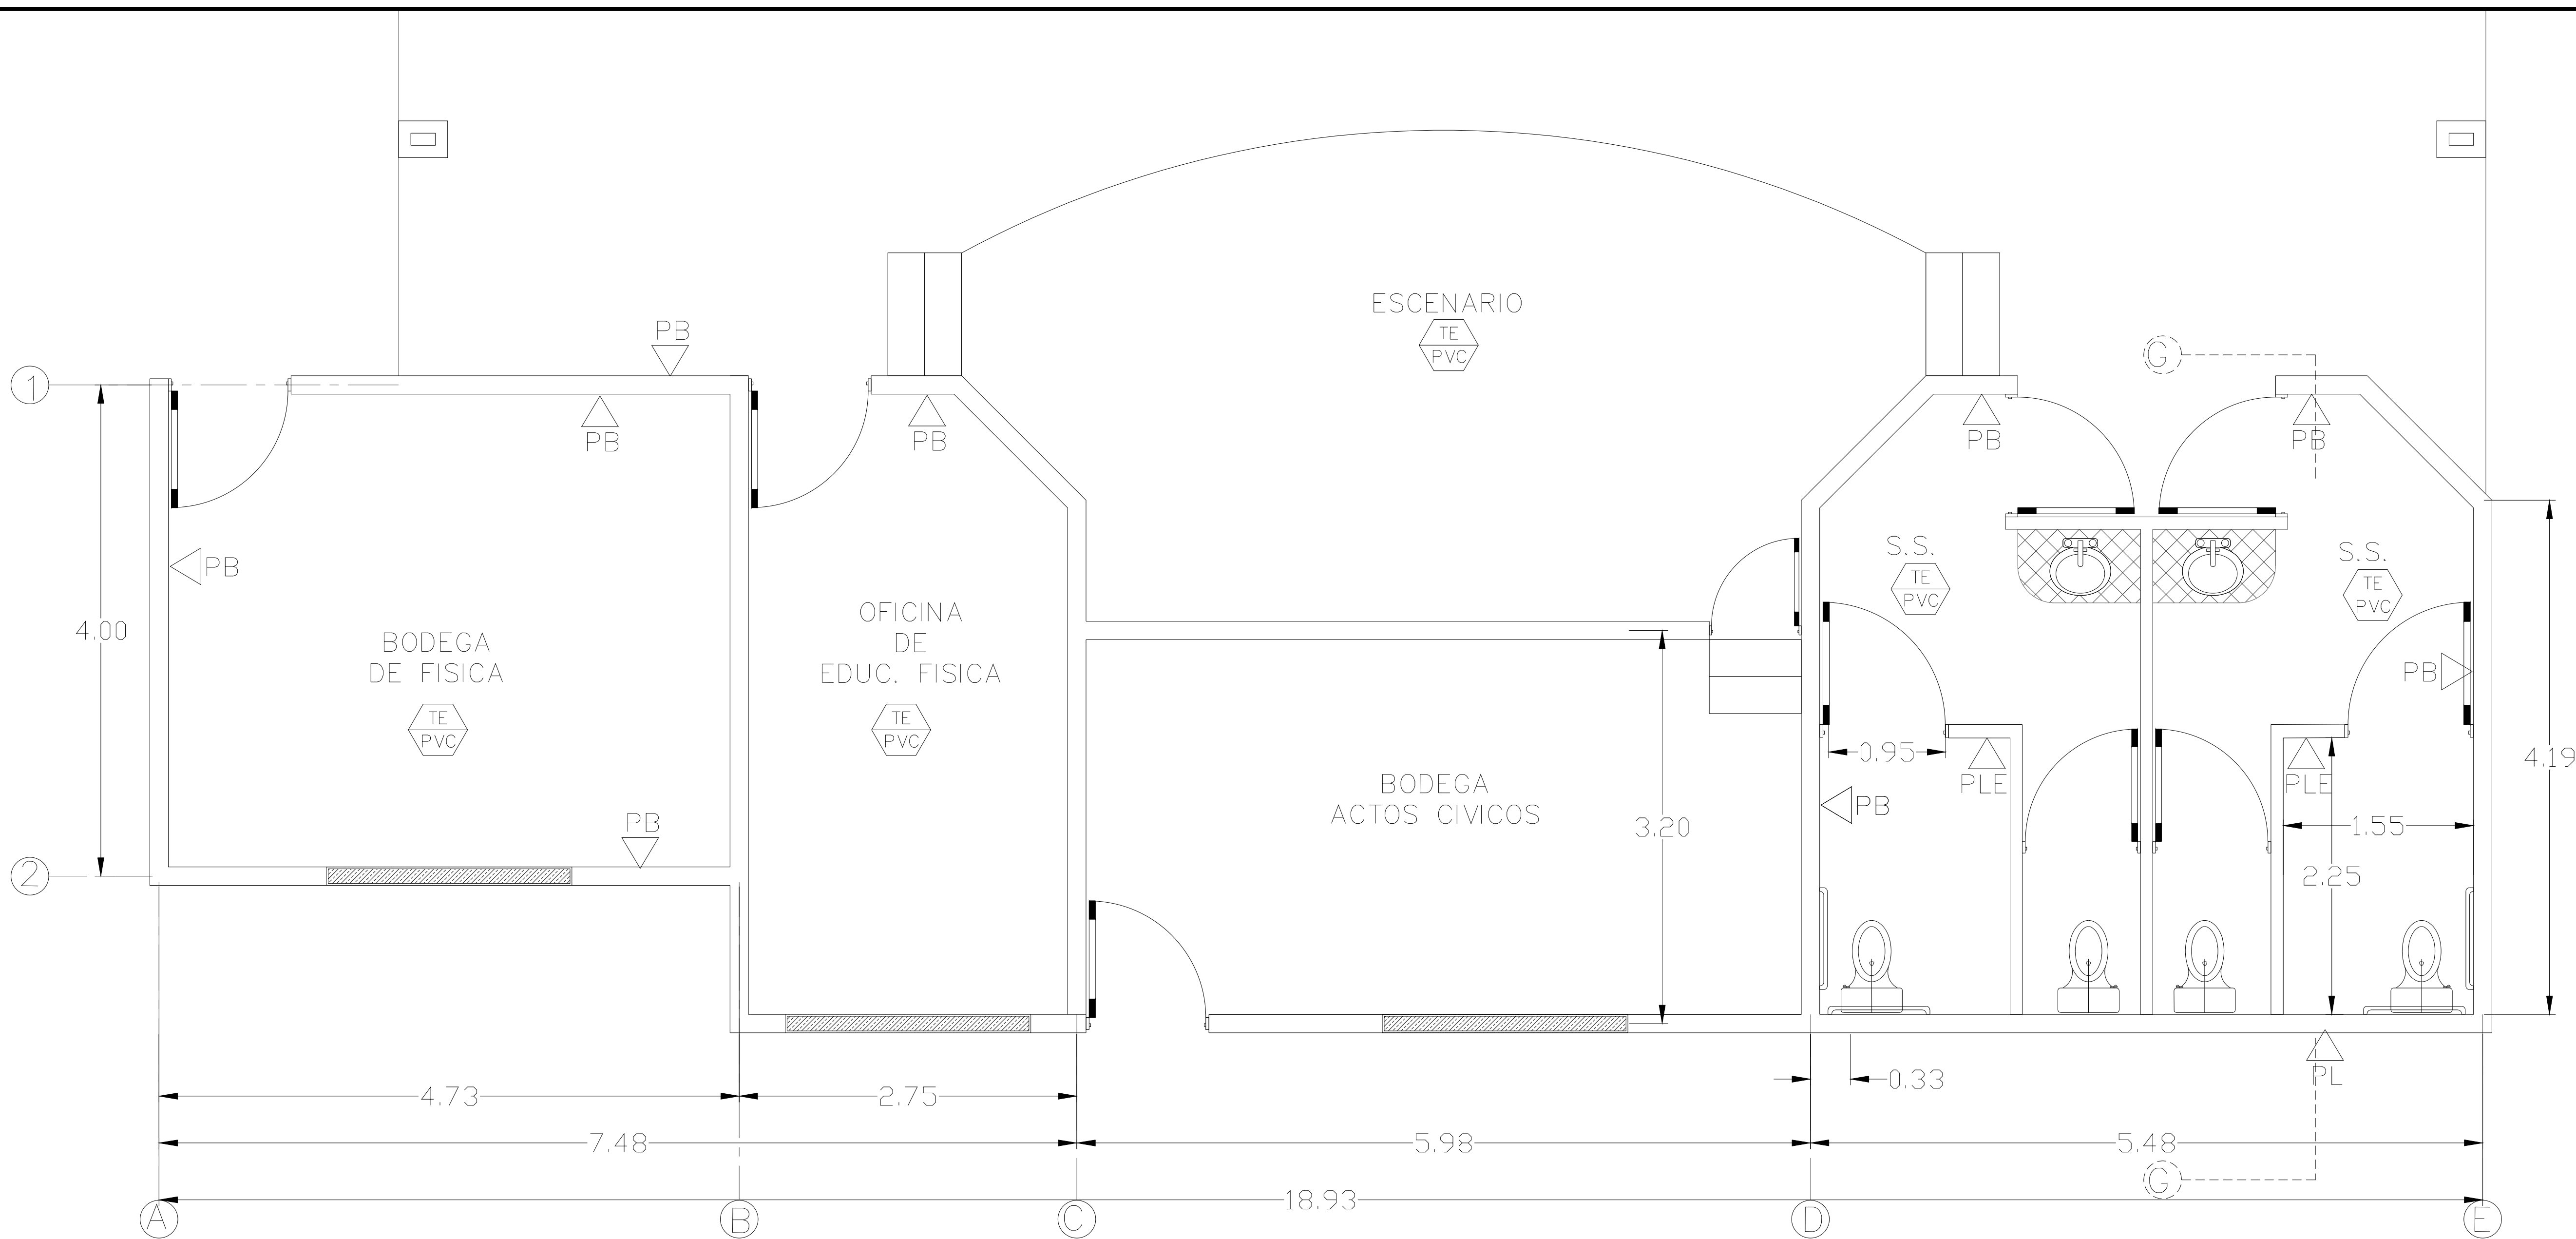 PB
ESCENARIO
TE
PVC
G
1
PB
PB
PB
PB
PB
S.S.
TE
PVC
S.S.
TE
PVC
OFICINA
DE
EDUC. FISICA
TE
PVC
4.00
BODEGA
DE FISICA
TE
PVC
PB
0.95
PLE
PLE
4.19
BODEGA
ACTOS CIVICOS
PB
3.20
1.55
PB
2
2.25
PL
0.33
4.73
2.75
7.48
5.98
5.48
G
18.93
A
B
C
D
E